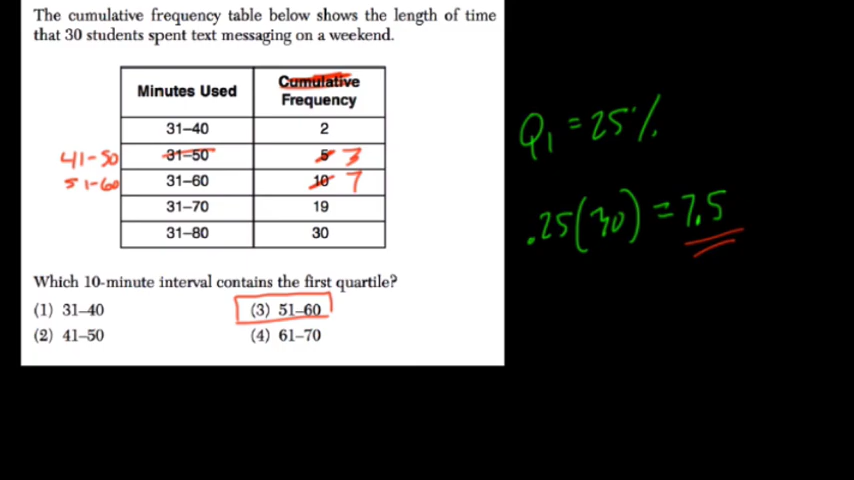 The cumulative frequency table below shows the length of time
that 30 students spent text messaging on a weekend.
Minutes Used
Cumulative
Frequency
31–40 2
41-50 31–50 5 3
51-60 31–60 10 7
31–70 19
31–80 30
Which 10-minute interval contains the first quartile?
(1) 31–40 (3) 51–60
(2) 41–50 (4) 61–70
Q1 = 25%
.25(30) = 7.5